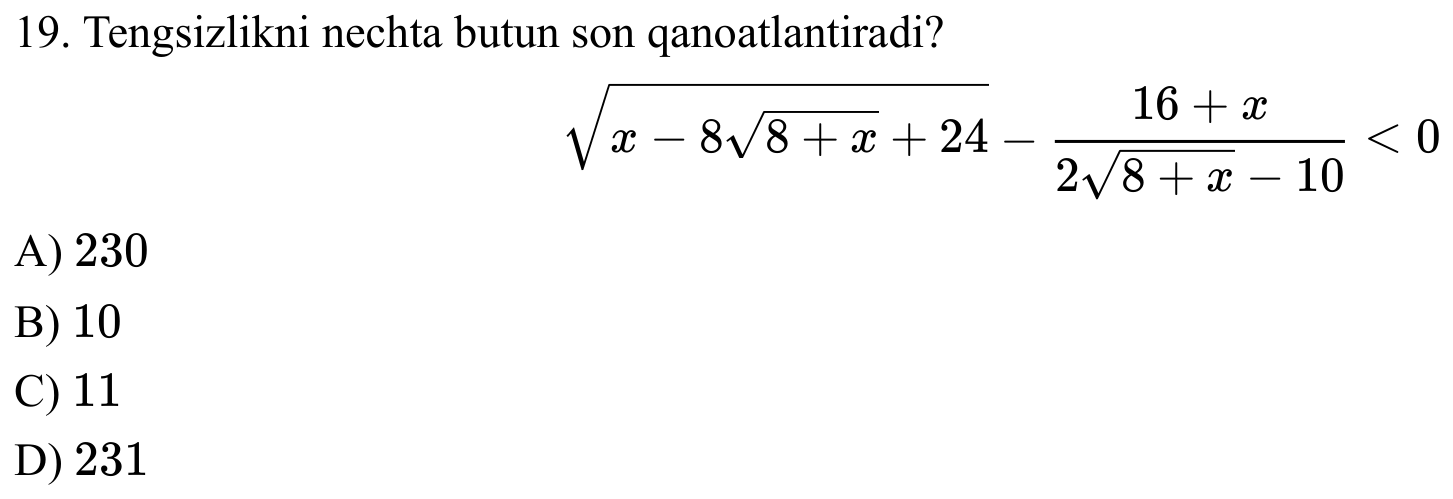 19. Tengsizlikni nechta butun son qanoatlantiradi?
√(x − 8√(8 + x) + 24) − (16 + x)/(2√(8 + x) − 10) < 0
A) 230
B) 10
C) 11
D) 231